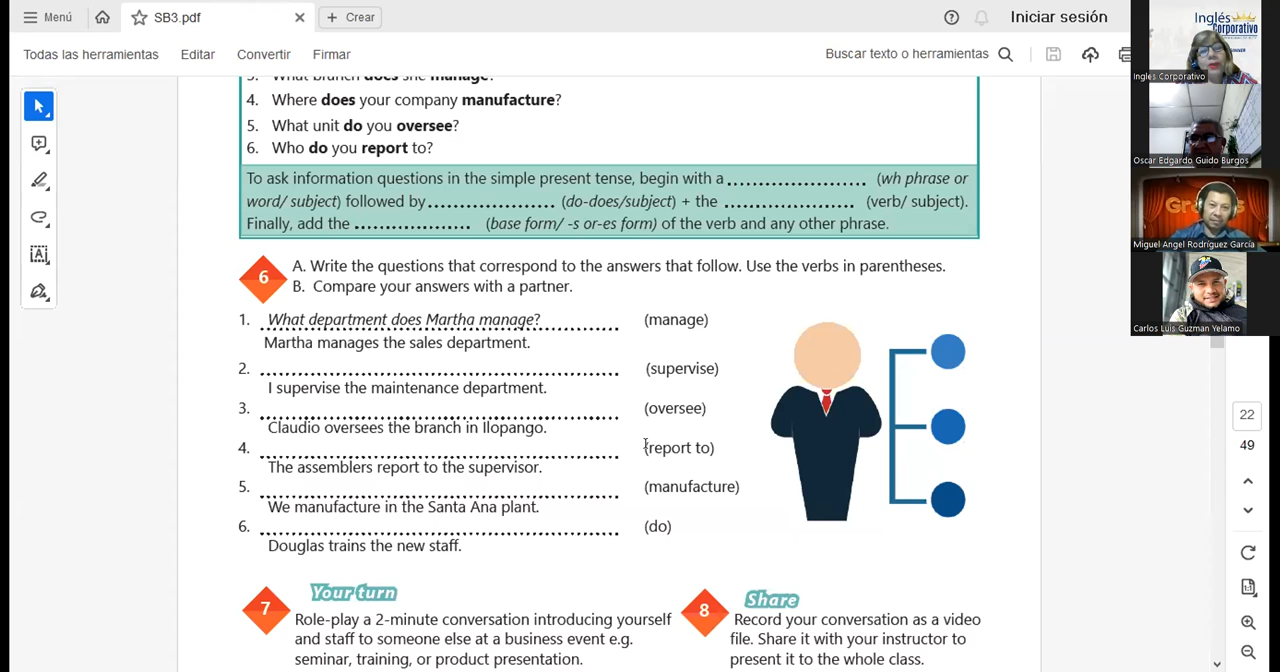 Menú
SB3.pdf
Crear
Iniciar sesión
Todas las herramientas
Editar
Convertir
Firmar
Buscar texto o herramientas
3. What branch does she manage?
4. Where does your company manufacture?
5. What unit do you oversee?
6. Who do you report to?
To ask information questions in the simple present tense, begin with a ........................ (wh phrase or
word/ subject) followed by...................... (do-does/subject) + the ...................... (verb/ subject).
Finally, add the .................... (base form/ -s or-es form) of the verb and any other phrase.
6
A. Write the questions that correspond to the answers that follow. Use the verbs in parentheses.
B. Compare your answers with a partner.
1. What department does Martha manage? (manage)
Martha manages the sales department.
2. (supervise)
I supervise the maintenance department.
3. (oversee)
Claudio oversees the branch in Ilopango.
4. (report to)
The assemblers report to the supervisor.
5. (manufacture)
We manufacture in the Santa Ana plant.
6. (do)
Douglas trains the new staff.
7
Your turn
Role-play a 2-minute conversation introducing yourself
and staff to someone else at a business event e.g.
seminar, training, or product presentation.
8
Share
Record your conversation as a video
file. Share it with your instructor to
present it to the whole class.
22
49
Inglés
Corporativo
Ingles Corporativo
Oscar Edgardo Guido Burgos
Miguel Angel Rodríguez García
Carlos Luis Guzman Yelamo